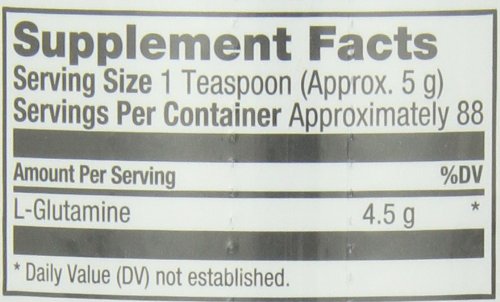 Supplement Facts
Serving Size 1 Teaspoon (Approx. 5 g)
Servings Per Container Approximately 88
Amount Per Serving %DV
L-Glutamine 4.5 g *
* Daily Value (DV) not established.